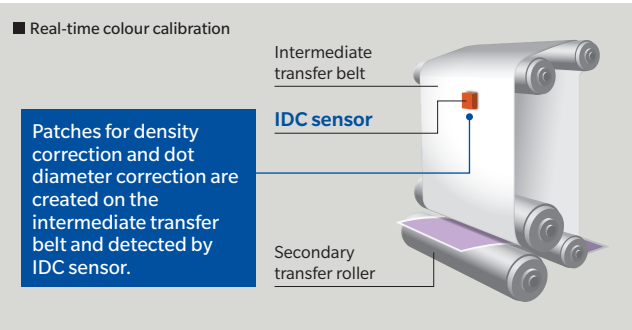 ■ Real-time colour calibration
Intermediate
transfer belt
IDC sensor
Patches for density
correction and dot
diameter correction are
created on the
intermediate transfer
belt and detected by
IDC sensor.
Secondary
transfer roller